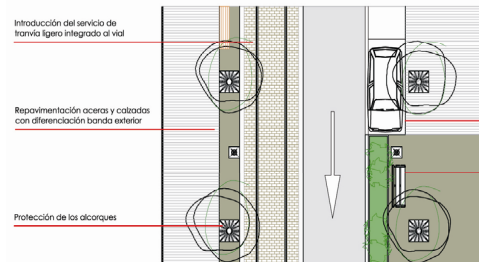 Introducción del servicio de
tranvía ligero integrado al vial
Repavimentación aceras y calzadas
con diferenciación banda exterior
Protección de los alcorques